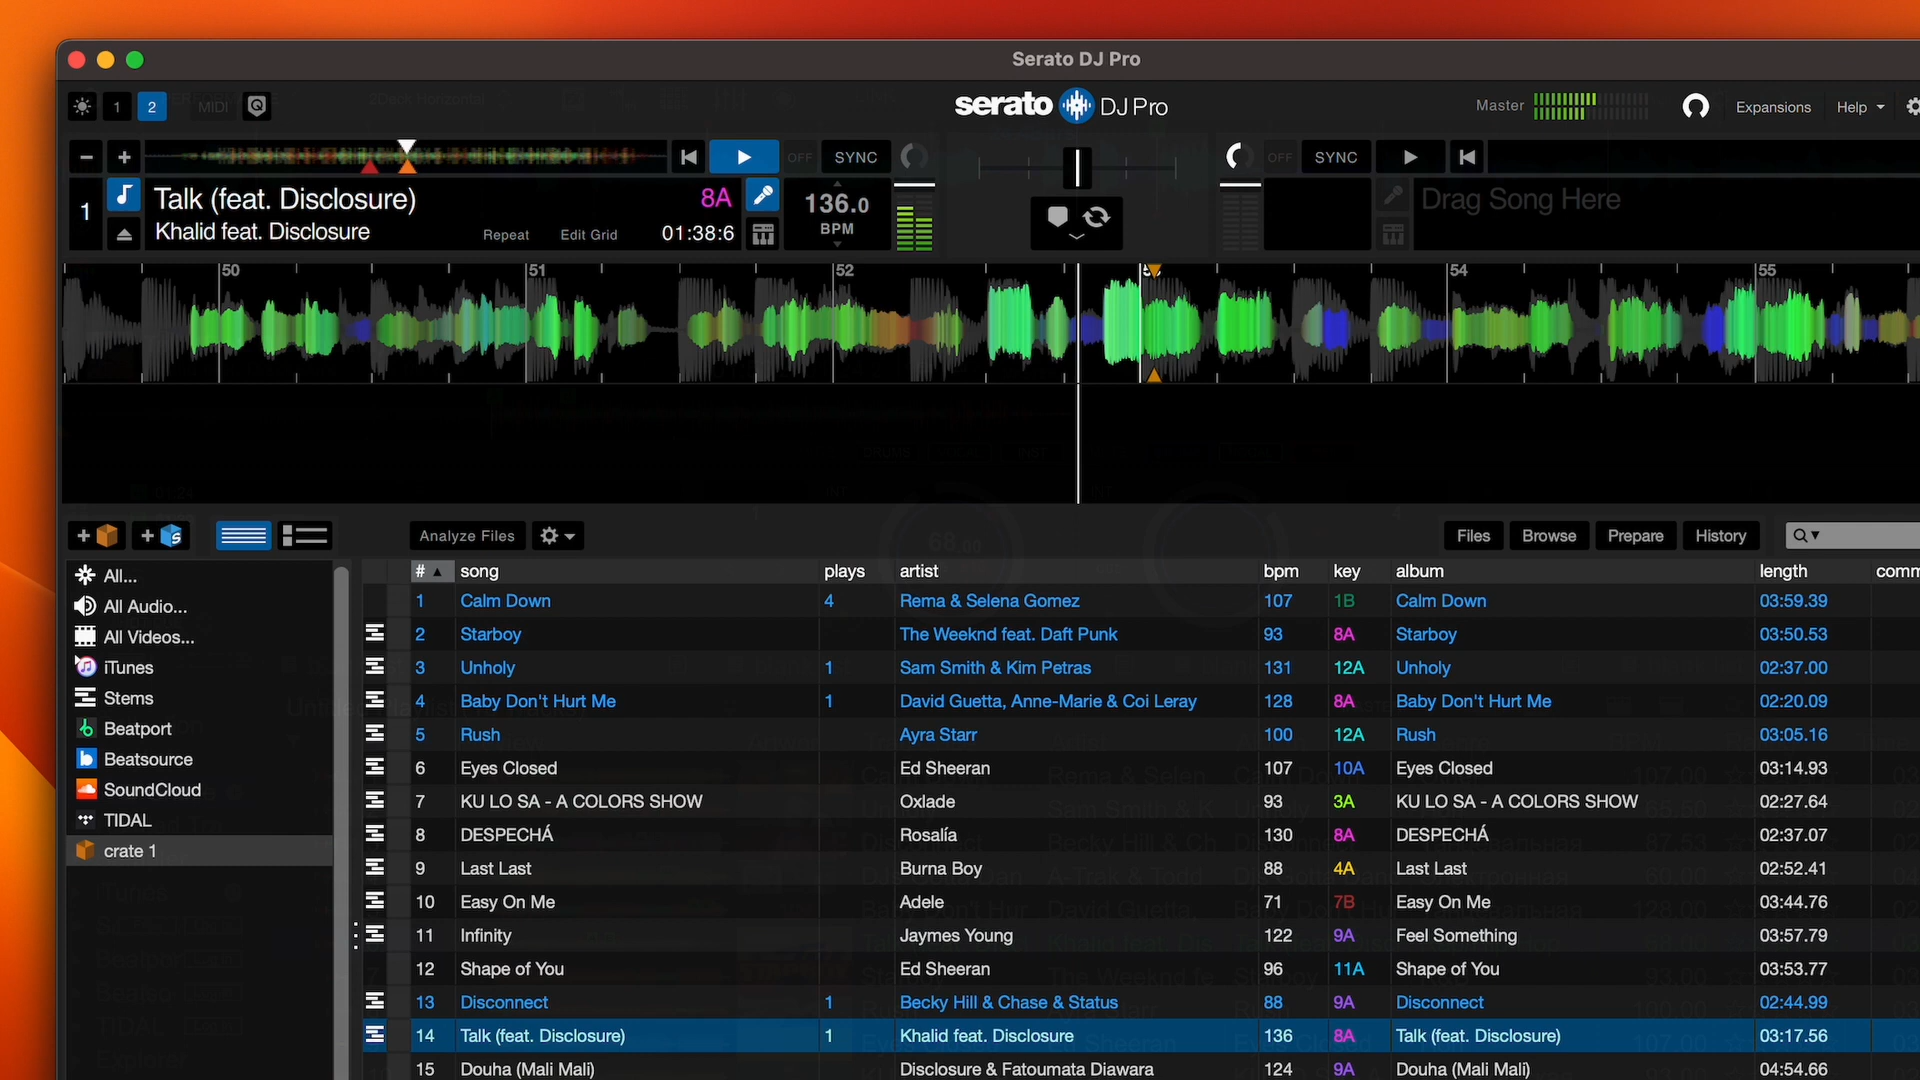 Serato DJ Pro
1 2 MIDI
serato DJ Pro
Master
Expansions
Help
OFF SYNC
OFF SYNC
1
Talk (feat. Disclosure) 8A
Khalid feat. Disclosure
Repeat
Edit Grid
01:38:6
136.0
BPM
Drag Song Here
50 51 52 54 55
Analyze Files
Files
Browse
Prepare
History
All...
All Audio...
All Videos...
iTunes
Stems
Beatport
Beatsource
SoundCloud
TIDAL
crate 1
# song plays artist bpm key album length comm
1 Calm Down 4 Rema & Selena Gomez 107 1B Calm Down 03:59.39
2 Starboy The Weeknd feat. Daft Punk 93 8A Starboy 03:50.53
3 Unholy 1 Sam Smith & Kim Petras 131 12A Unholy 02:37.00
4 Baby Don't Hurt Me 1 David Guetta, Anne-Marie & Coi Leray 128 8A Baby Don't Hurt Me 02:20.09
5 Rush Ayra Starr 100 12A Rush 03:05.16
6 Eyes Closed Ed Sheeran 107 10A Eyes Closed 03:14.93
7 KU LO SA - A COLORS SHOW Oxlade 93 3A KU LO SA - A COLORS SHOW 02:27.64
8 DESPECHÁ Rosalía 130 8A DESPECHÁ 02:37.07
9 Last Last Burna Boy 88 4A Last Last 02:52.41
10 Easy On Me Adele 71 7B Easy On Me 03:44.76
11 Infinity Jaymes Young 122 9A Feel Something 03:57.79
12 Shape of You Ed Sheeran 96 11A Shape of You 03:53.77
13 Disconnect 1 Becky Hill & Chase & Status 88 9A Disconnect 02:44.99
14 Talk (feat. Disclosure) 1 Khalid feat. Disclosure 136 8A Talk (feat. Disclosure) 03:17.56
15 Douha (Mali Mali) Disclosure & Fatoumata Diawara 124 9A Douha (Mali Mali) 04:54.66